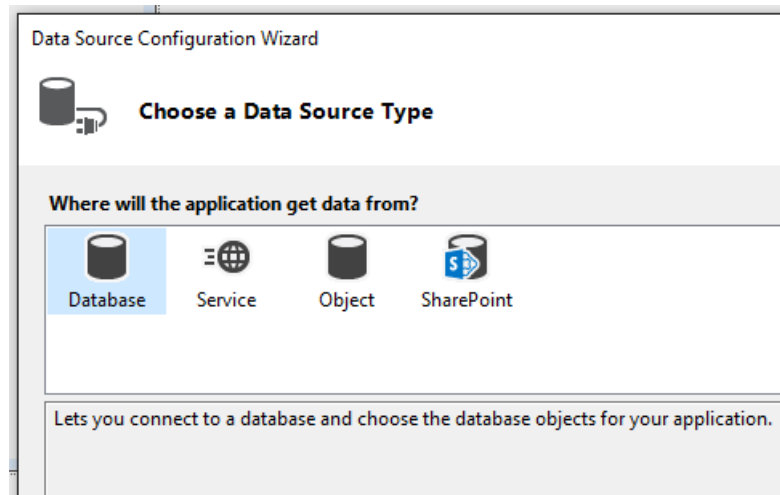 Data Source Configuration Wizard
Choose a Data Source Type
Where will the application get data from?
Database Service Object SharePoint
Lets you connect to a database and choose the database objects for your application.